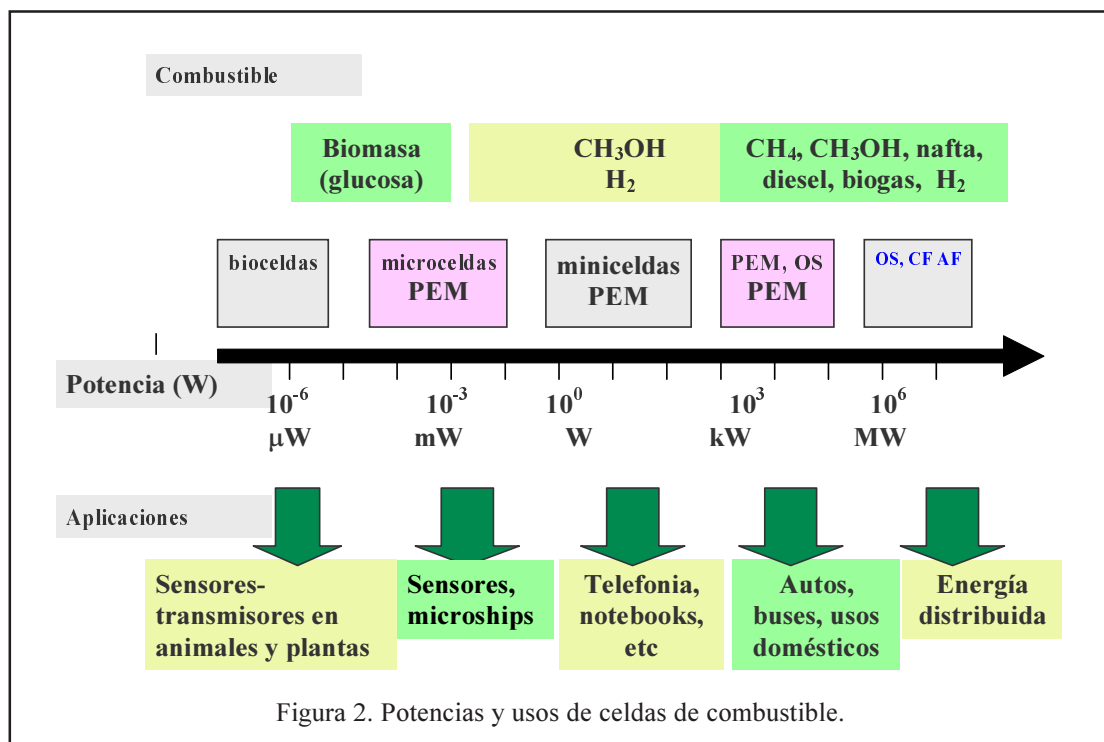 Combustible
Biomasa
(glucosa)
CH₃OH
H₂
CH₄, CH₃OH, nafta,
diesel, biogas, H₂
bioceldas
microceldas
PEM
miniceldas
PEM
PEM, OS
PEM
OS, CF AF
Potencia (W)
10⁻⁶
µW
10⁻³
mW
10⁰
W
10³
kW
10⁶
MW
Aplicaciones
Sensores-
transmisores en
animales y plantas
Sensores,
microships
Telefonia,
notebooks,
etc
Autos,
buses, usos
domésticos
Energía
distribuida
Figura 2. Potencias y usos de celdas de combustible.